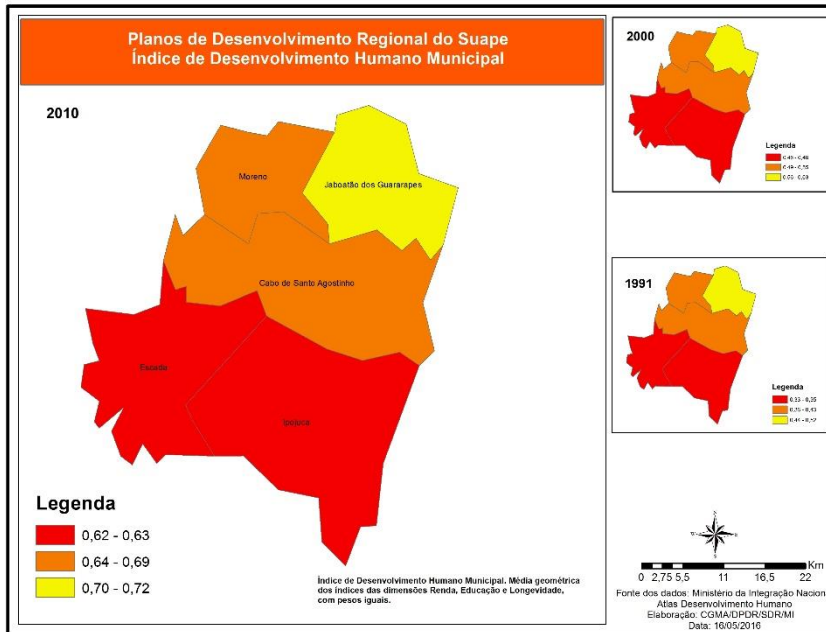 Planos de Desenvolvimento Regional do Suape
Índice de Desenvolvimento Humano Municipal
2010
Moreno
Jaboatão dos Guararapes
Cabo de Santo Agostinho
Escada
Ipojuca
Legenda
0,62 - 0,63
0,64 - 0,69
0,70 - 0,72
Índice de Desenvolvimento Humano Municipal. Média geométrica
dos índices das dimensões Renda, Educação e Longevidade,
com pesos iguais.
2000
Legenda
1991
Legenda
Km
0 2,75 5,5 11 16,5 22
Fonte dos dados: Ministério da Integração Nacion
Atlas Desenvolvimento Humano
Elaboração: CGMA/DPDR/SDR/MI
Data: 16/05/2016